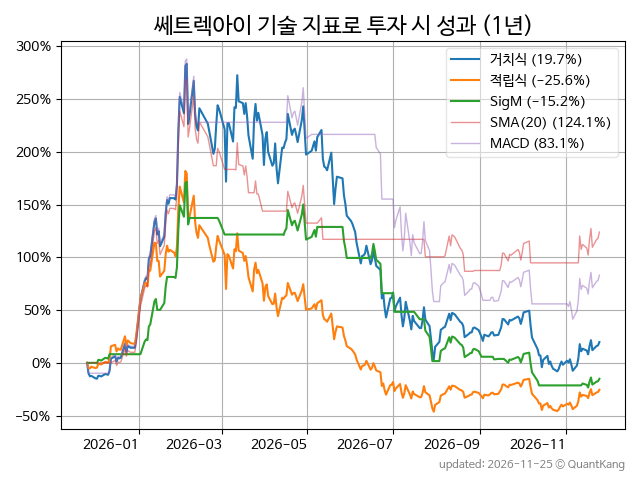 쎄트렉아이 기술 지표로 투자 시 성과 (1년)
300%
250%
200%
150%
100%
50%
0%
−50%
거치식 (19.7%)
적립식 (−25.6%)
SigM (−15.2%)
SMA(20) (124.1%)
MACD (83.1%)
2026-01
2026-03
2026-05
2026-07
2026-09
2026-11
updated: 2026-11-25 © QuantKang